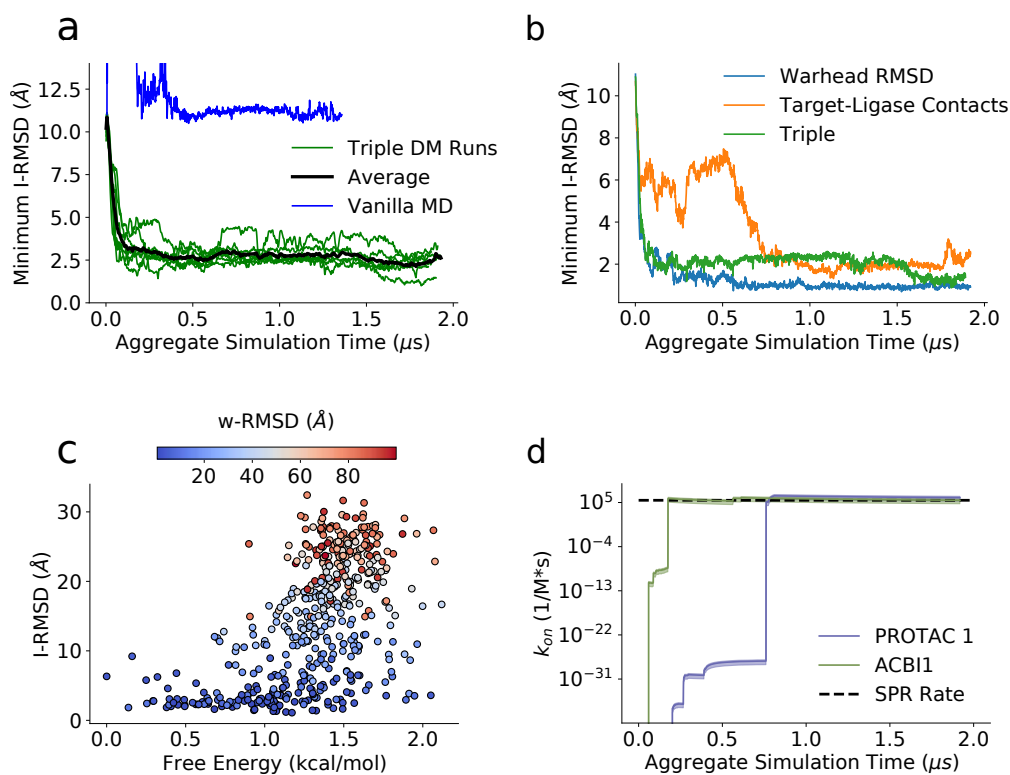 a
Minimum I-RMSD (Å)
12.5
10.0
7.5
5.0
2.5
0.0
Triple DM Runs
Average
Vanilla MD
0.0
0.5
1.0
1.5
2.0
Aggregate Simulation Time (μs)
b
Minimum I-RMSD (Å)
10
8
6
4
2
Warhead RMSD
Target-Ligase Contacts
Triple
0.0
0.5
1.0
1.5
2.0
Aggregate Simulation Time (μs)
c
w-RMSD (Å)
20
40
60
80
I-RMSD (Å)
30
20
10
0
0.0
0.5
1.0
1.5
2.0
Free Energy (kcal/mol)
d
k_on (1/M*s)
10^5
10^−4
10^−13
10^−22
10^−31
PROTAC 1
ACBI1
SPR Rate
0.0
0.5
1.0
1.5
2.0
Aggregate Simulation Time (μs)